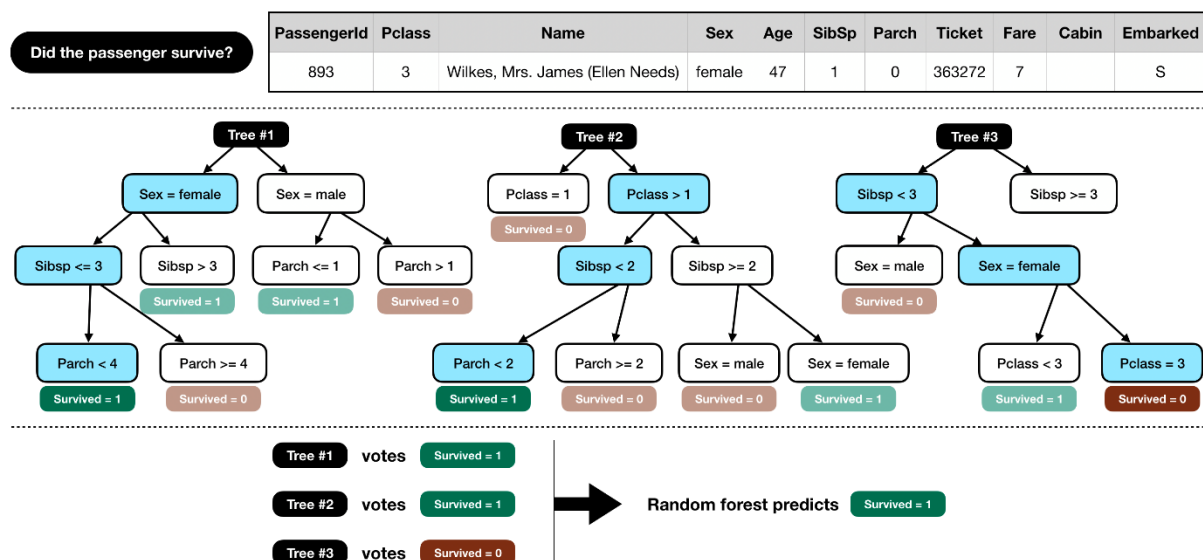 Did the passenger survive?
PassengerId Pclass Name Sex Age SibSp Parch Ticket Fare Cabin Embarked
893 3 Wilkes, Mrs. James (Ellen Needs) female 47 1 0 363272 7 S
Tree #1 Tree #2 Tree #3
Sex = female Sex = male Pclass = 1 Pclass > 1 Sibsp < 3 Sibsp >= 3
Survived = 0
Sibsp <= 3 Sibsp > 3 Parch <= 1 Parch > 1 Sibsp < 2 Sibsp >= 2 Sex = male Sex = female
Survived = 1 Survived = 1 Survived = 0 Survived = 0
Parch < 4 Parch >= 4 Parch < 2 Parch >= 2 Sex = male Sex = female Pclass < 3 Pclass = 3
Survived = 1 Survived = 0 Survived = 1 Survived = 0 Survived = 0 Survived = 1 Survived = 1 Survived = 0
Tree #1 votes Survived = 1
Tree #2 votes Survived = 1 Random forest predicts Survived = 1
Tree #3 votes Survived = 0